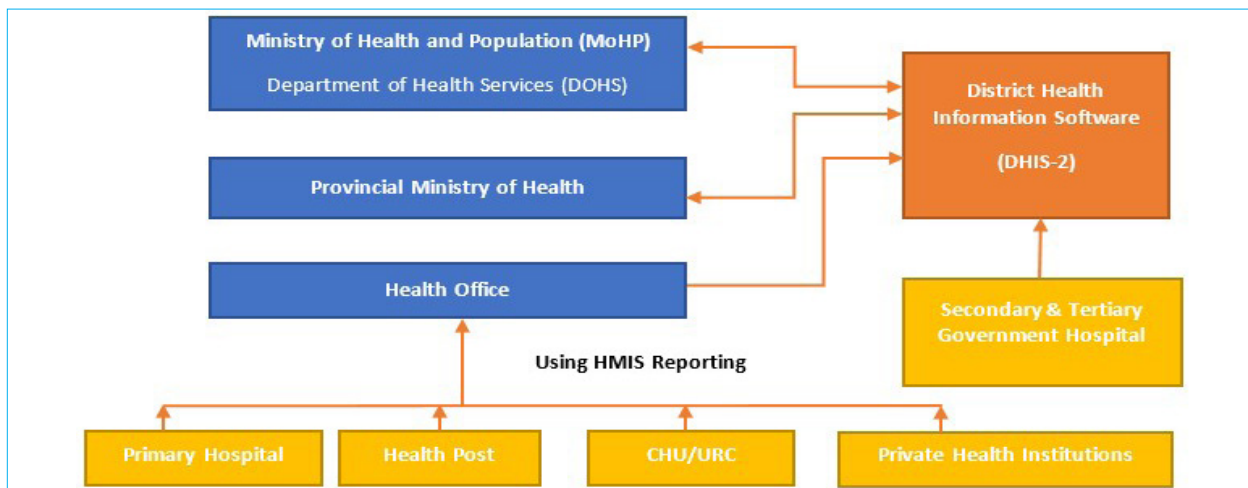 Ministry of Health and Population (MoHP)
Department of Health Services (DOHS)
District Health
Information Software
(DHIS-2)
Provincial Ministry of Health
Health Office
Secondary & Tertiary
Government Hospital
Using HMIS Reporting
Primary Hospital
Health Post
CHU/URC
Private Health Institutions